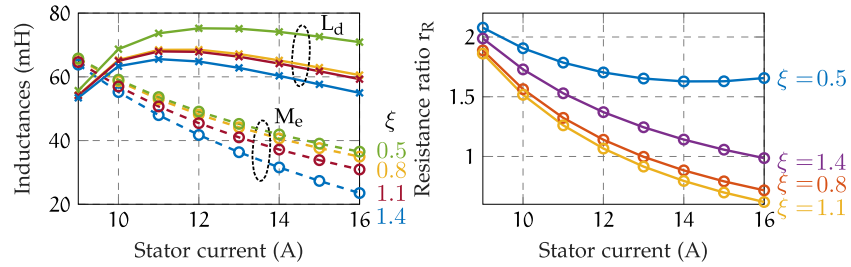 80
60
40
20
10
12
14
16
Inductances (mH)
Stator current (A)
L_d
M_e
ξ
0.5
0.8
1.1
1.4
2
1.5
1
10
12
14
16
Resistance ratio r_R
Stator current (A)
ξ = 0.5
ξ = 1.4
ξ = 0.8
ξ = 1.1